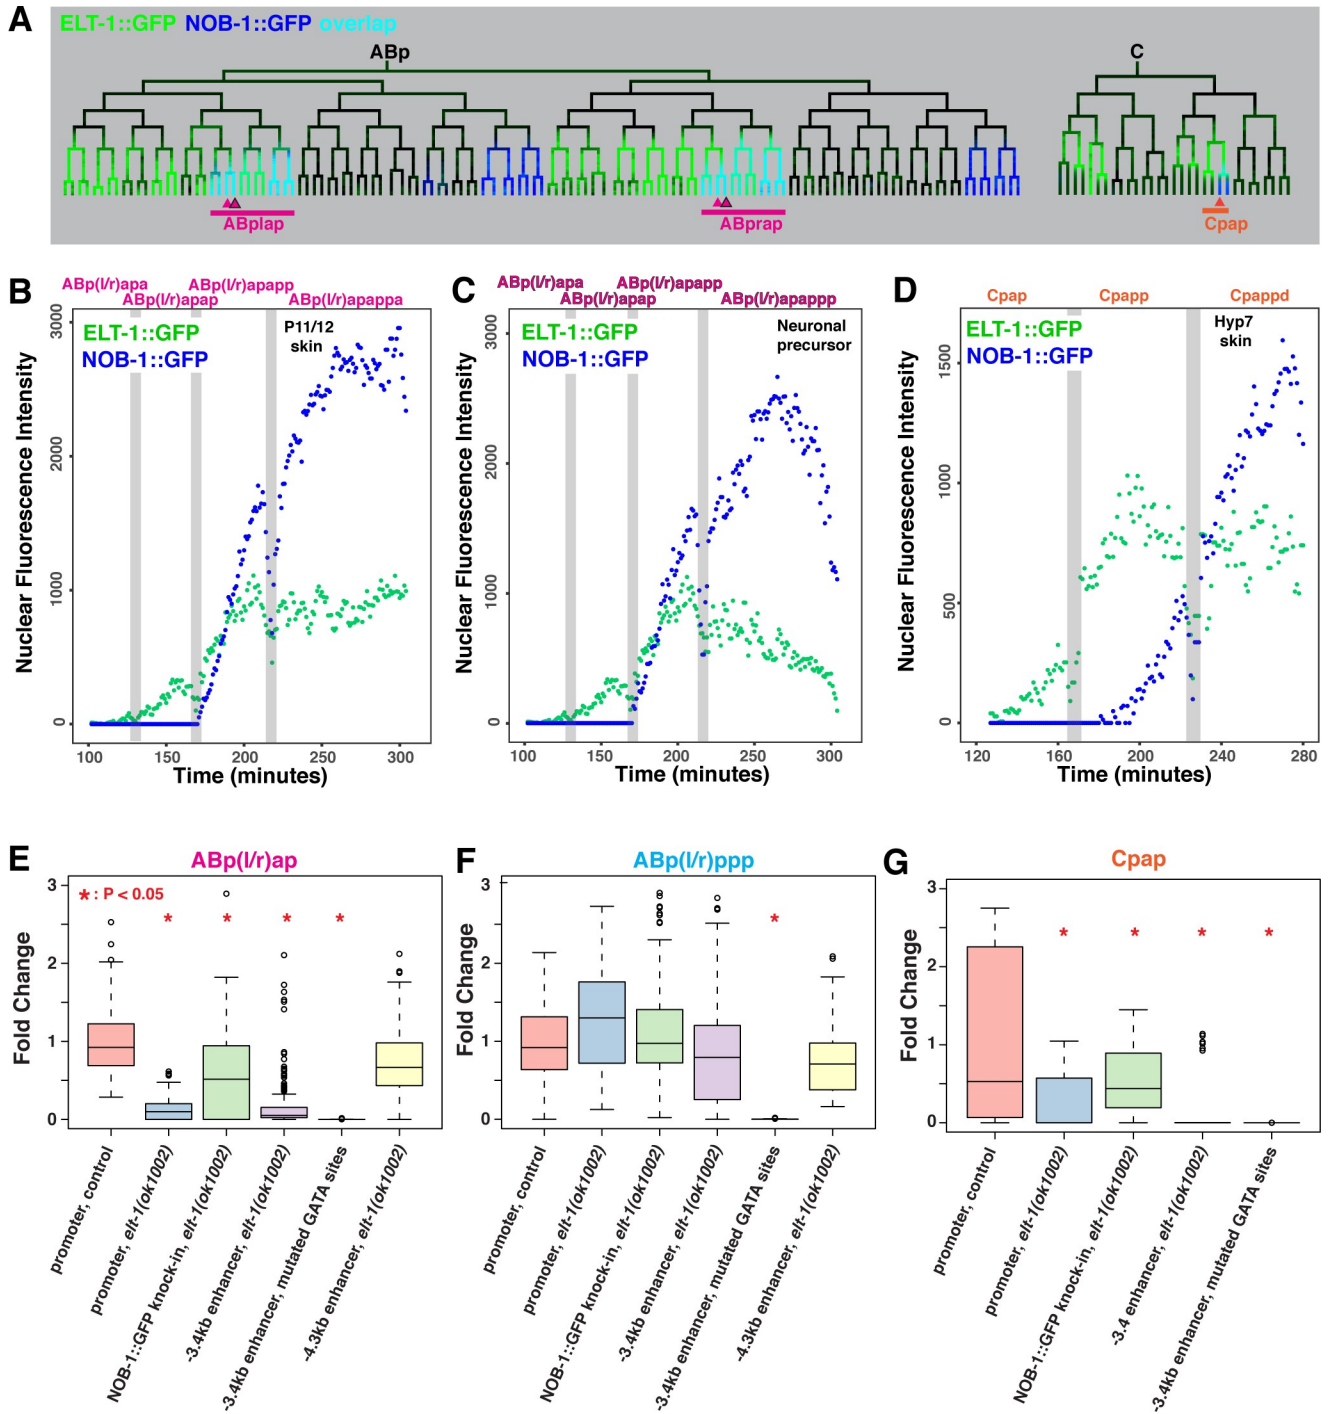 A
ELT-1::GFP NOB-1::GFP overlap
ABp
C
ABplap
ABprap
Cpap
B
ABp(l/r)apa
ABp(l/r)apap
ABp(l/r)apapp
ABp(l/r)apappa
ELT-1::GFP
NOB-1::GFP
P11/12
skin
Nuclear Fluorescence Intensity
0
1000
2000
3000
100
150
200
250
300
Time (minutes)
C
ABp(l/r)apa
ABp(l/r)apap
ABp(l/r)apapp
ABp(l/r)apappp
ELT-1::GFP
NOB-1::GFP
Neuronal
precursor
Nuclear Fluorescence Intensity
0
1000
2000
3000
100
150
200
250
300
Time (minutes)
D
Cpap
Cpapp
Cpappd
ELT-1::GFP
NOB-1::GFP
Hyp7
skin
Nuclear Fluorescence Intensity
0
500
1000
1500
120
160
200
240
280
Time (minutes)
E
ABp(l/r)ap
*: P < 0.05
* * * *
Fold Change
0
1
2
3
promoter, control
promoter, elt-1(ok1002)
NOB-1::GFP knock-in, elt-1(ok1002)
-3.4kb enhancer, elt-1(ok1002)
-3.4kb enhancer, mutated GATA sites
-4.3kb enhancer, elt-1(ok1002)
F
ABp(l/r)ppp
*
Fold Change
0
1
2
3
promoter, control
promoter, elt-1(ok1002)
NOB-1::GFP knock-in, elt-1(ok1002)
-3.4kb enhancer, elt-1(ok1002)
-3.4kb enhancer, mutated GATA sites
-4.3kb enhancer, elt-1(ok1002)
G
Cpap
* * * *
Fold Change
0
1
2
3
promoter, control
promoter, elt-1(ok1002)
NOB-1::GFP knock-in, elt-1(ok1002)
-3.4 enhancer, elt-1(ok1002)
-3.4kb enhancer, mutated GATA sites